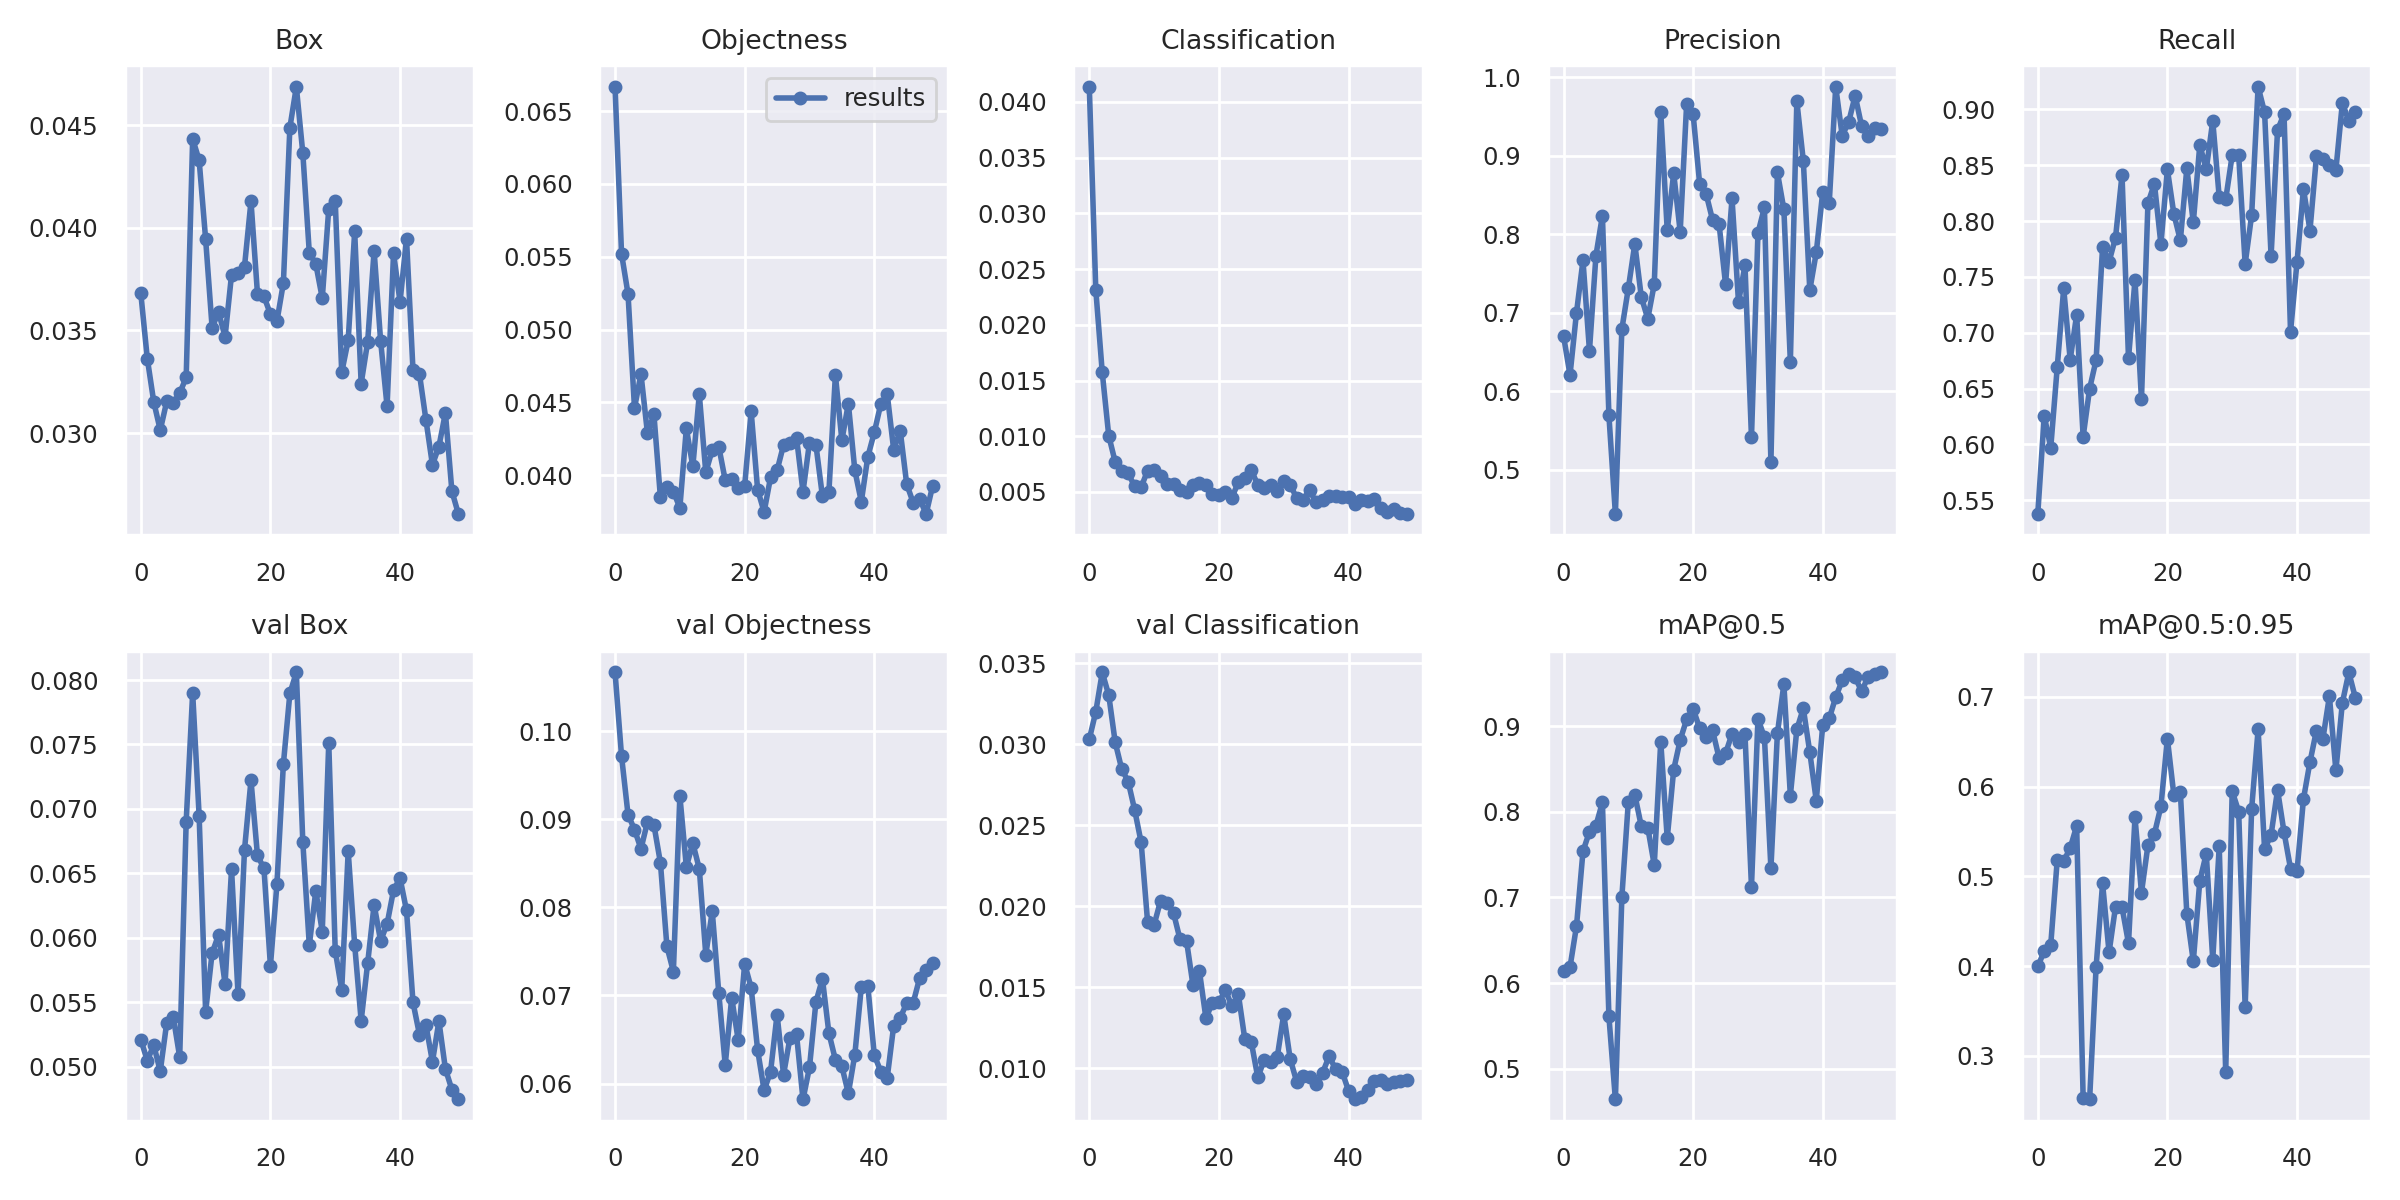 Box
Objectness
Classification
Precision
Recall
0.045
0.040
0.035
0.030
0 20 40
results
0.065
0.060
0.055
0.050
0.045
0.040
0 20 40
0.040
0.035
0.030
0.025
0.020
0.015
0.010
0.005
0 20 40
1.0
0.9
0.8
0.7
0.6
0.5
0 20 40
0.90
0.85
0.80
0.75
0.70
0.65
0.60
0.55
0 20 40
val Box
val Objectness
val Classification
mAP@0.5
mAP@0.5:0.95
0.080
0.075
0.070
0.065
0.060
0.055
0.050
0 20 40
0.10
0.09
0.08
0.07
0.06
0 20 40
0.035
0.030
0.025
0.020
0.015
0.010
0 20 40
0.9
0.8
0.7
0.6
0.5
0 20 40
0.7
0.6
0.5
0.4
0.3
0 20 40